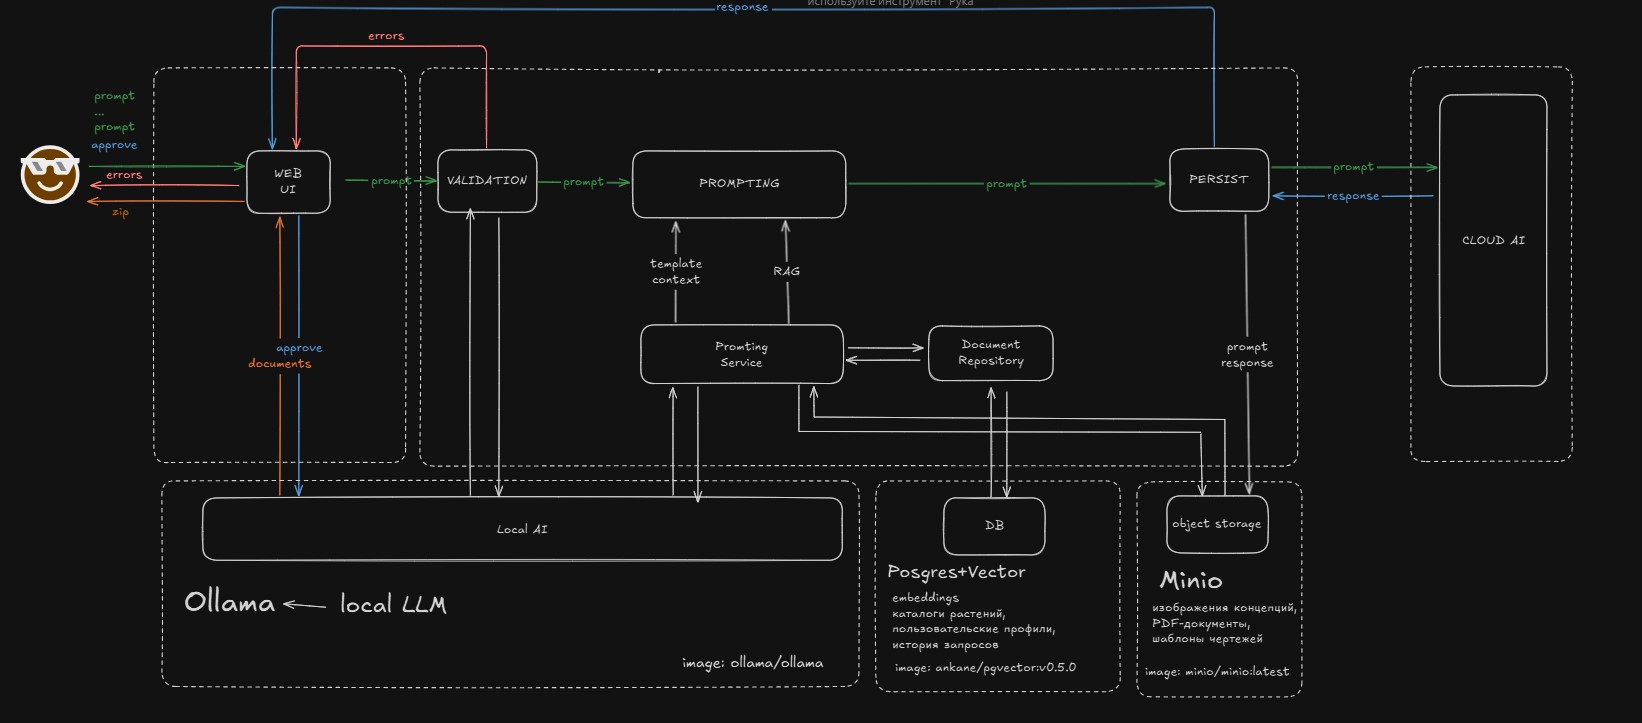 используйте инструмент "Рука"
response
errors
prompt
...
prompt
approve
errors
zip
WEB
UI
prompt
VALIDATION
prompt
PROMPTING
prompt
PERSIST
prompt
response
CLOUD AI
template
context
RAG
approve
documents
Promting
Service
Document
Repository
prompt
response
Local AI
DB
object storage
Ollama
local LLM
image: ollama/ollama
Posgres+Vector
embeddings
каталоги растений,
пользовательские профили,
история запросов
image: ankane/pgvector:v0.5.0
Minio
изображения концепций,
PDF-документы,
шаблоны чертежей
image: minio/minio:latest